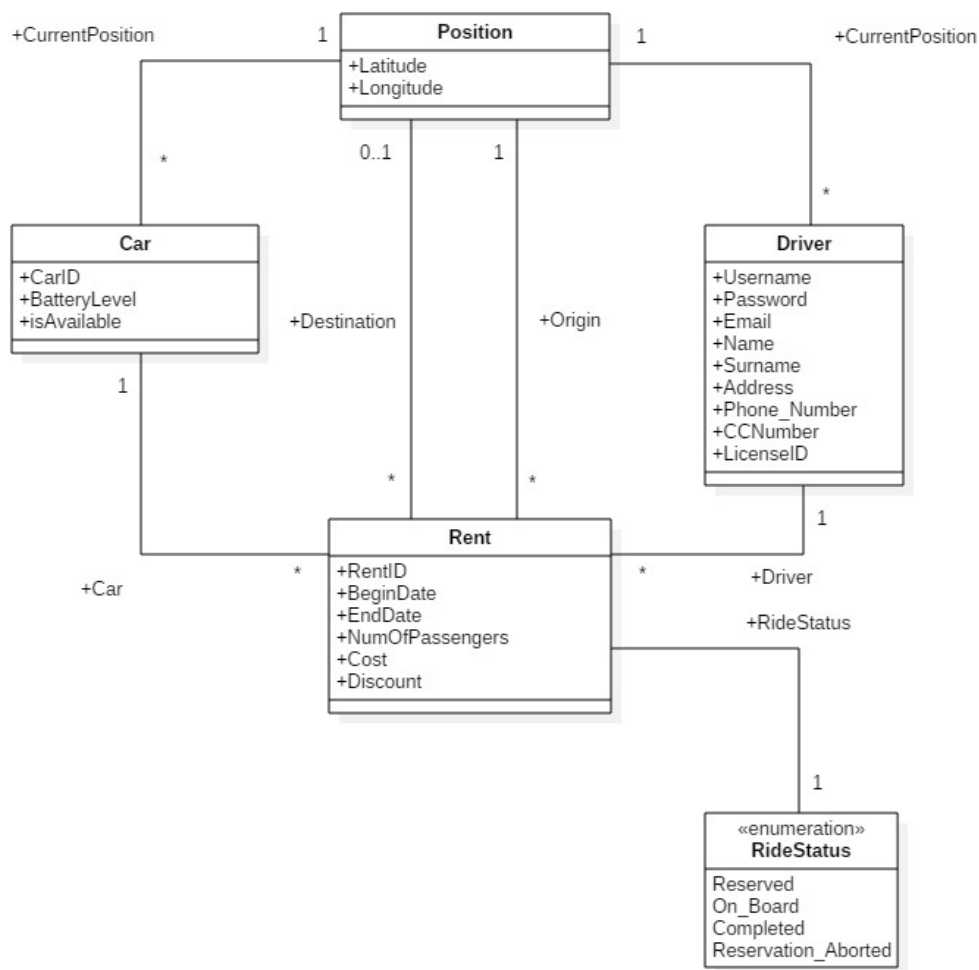 +CurrentPosition
1
Position
1
+CurrentPosition
+Latitude
+Longitude
0..1
1
*
*
Car
+CarID
+BatteryLevel
+isAvailable
Driver
+Username
+Password
+Email
+Name
+Surname
+Address
+Phone_Number
+CCNumber
+LicenseID
+Destination
+Origin
1
*
*
1
Rent
+RentID
+BeginDate
+EndDate
+NumOfPassengers
+Cost
+Discount
*
*
+Car
+Driver
+RideStatus
1
«enumeration»
RideStatus
Reserved
On_Board
Completed
Reservation_Aborted